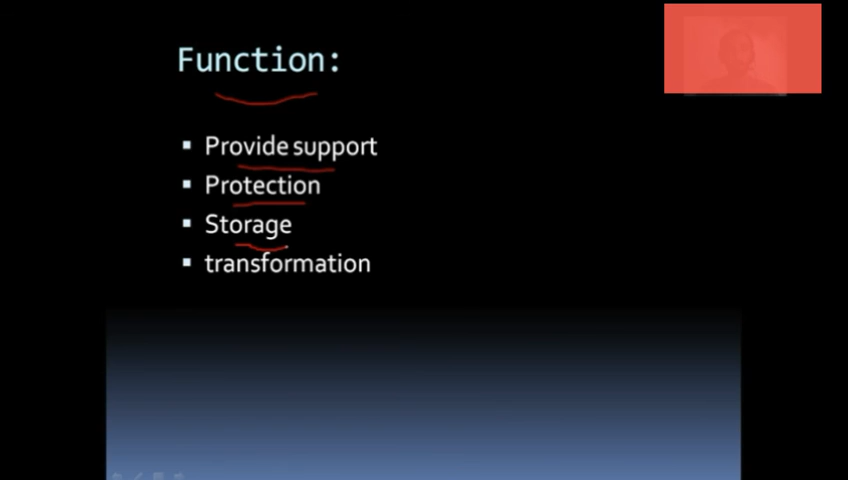 Function:
Provide support
Protection
Storage
transformation